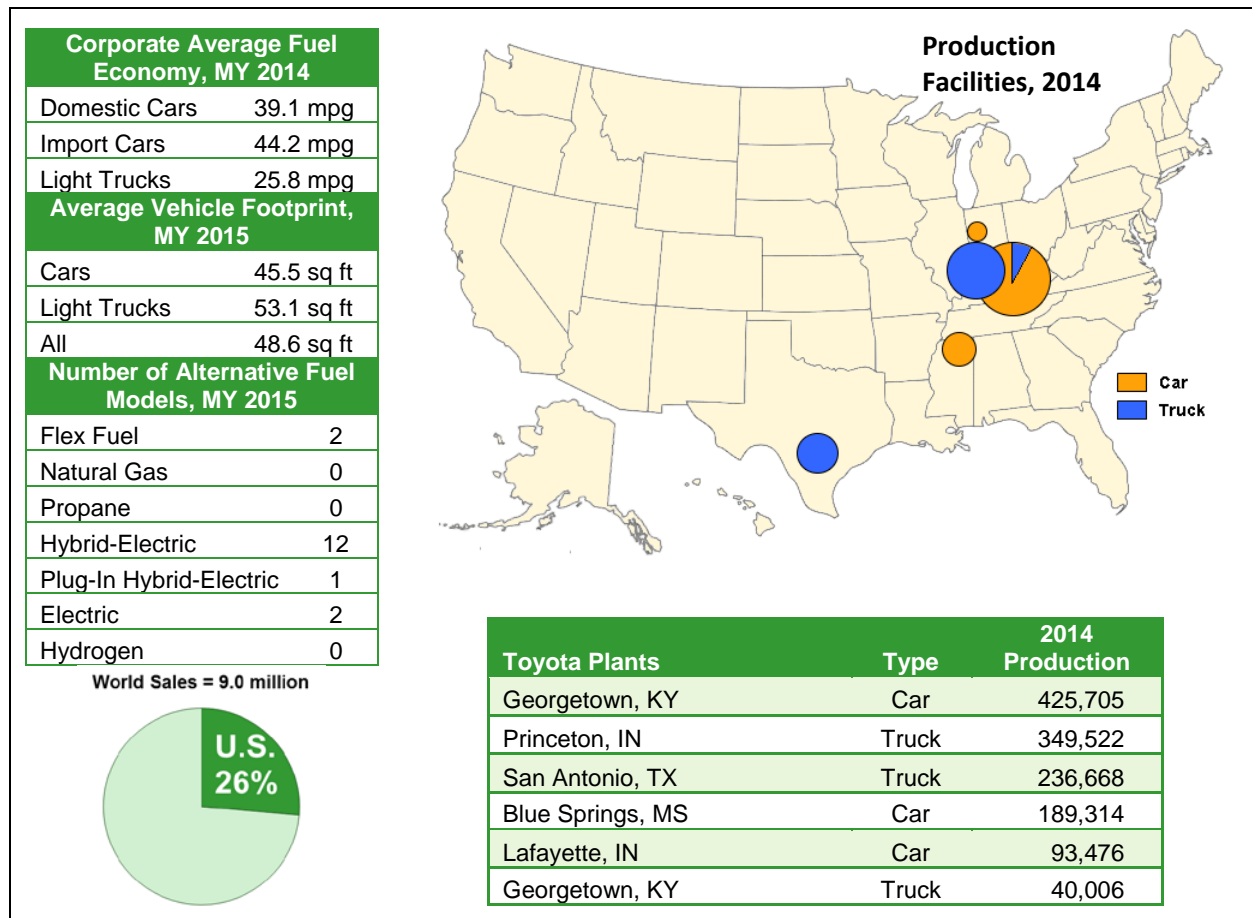 Corporate Average Fuel
Economy, MY 2014
Domestic Cars 39.1 mpg
Import Cars 44.2 mpg
Light Trucks 25.8 mpg
Average Vehicle Footprint,
MY 2015
Cars 45.5 sq ft
Light Trucks 53.1 sq ft
All 48.6 sq ft
Number of Alternative Fuel
Models, MY 2015
Flex Fuel 2
Natural Gas 0
Propane 0
Hybrid-Electric 12
Plug-In Hybrid-Electric 1
Electric 2
Hydrogen 0
World Sales = 9.0 million
U.S.
26%
Production
Facilities, 2014
Car
Truck
Toyota Plants Type 2014 Production
Georgetown, KY Car 425,705
Princeton, IN Truck 349,522
San Antonio, TX Truck 236,668
Blue Springs, MS Car 189,314
Lafayette, IN Car 93,476
Georgetown, KY Truck 40,006